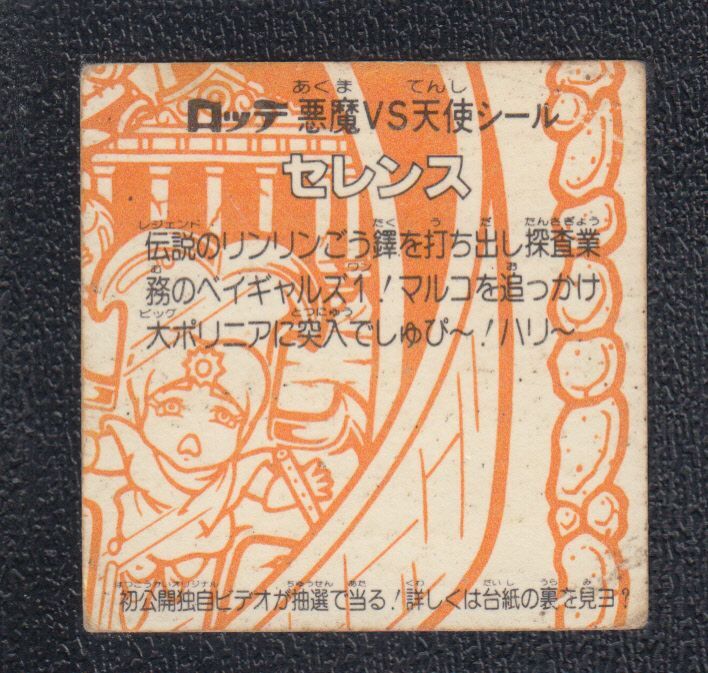 ロッテ 悪魔VS天使シール
セレンス
伝説のリンリンごう鐸を打ち出し探査業
務のベイギャルズ1!マルコを追っかけ
大ポリニアに突入でしゅぴ〜!ハリ〜
初公開独自ビデオが抽選で当る!詳しくは台紙の裏を見ヨ?